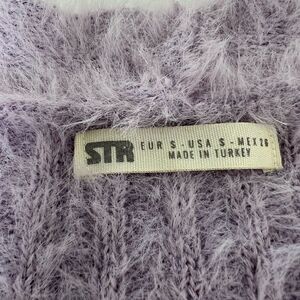 STR EUR S - USA S - MEX 26
MADE IN TURKEY